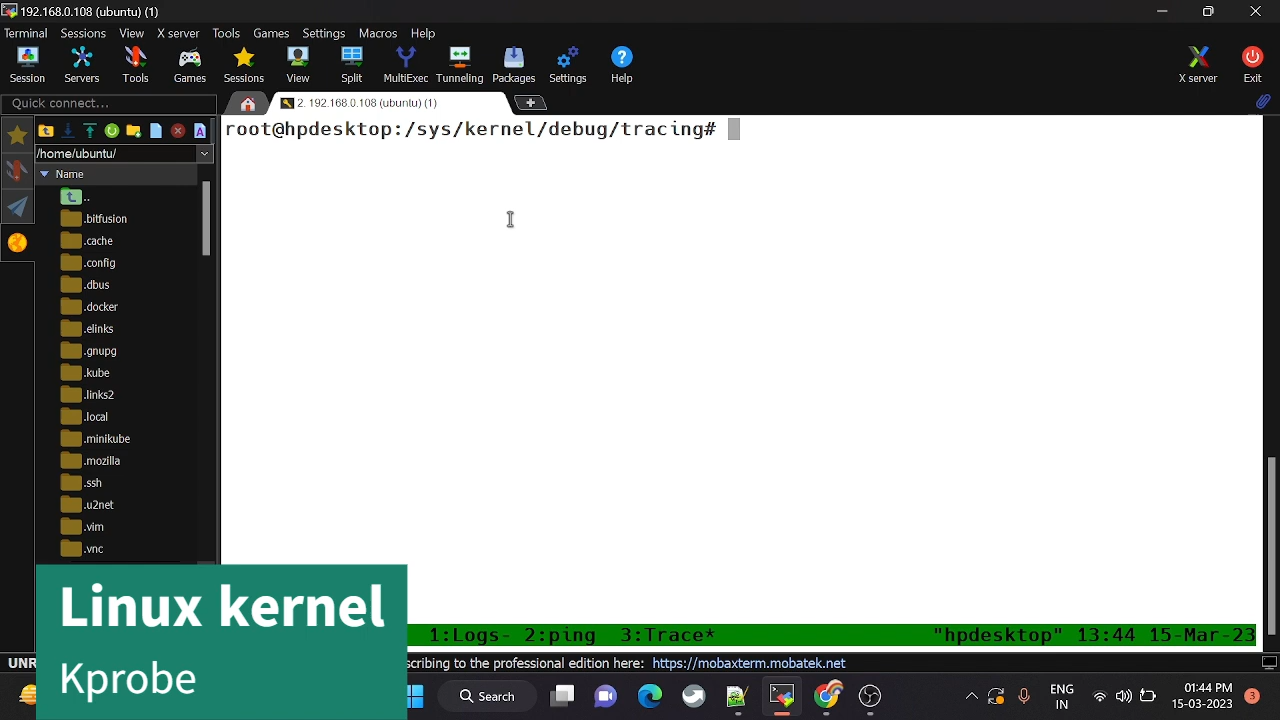 192.168.0.108 (ubuntu) (1)
Terminal Sessions View X server Tools Games Settings Macros Help
Session Servers Tools Games Sessions View Split MultiExec Tunneling Packages Settings Help X server Exit
Quick connect...
2. 192.168.0.108 (ubuntu) (1)
/home/ubuntu/
Name
..
.bitfusion
.cache
.config
.dbus
.docker
.elinks
.gnupg
.kube
.links2
.local
.minikube
.mozilla
.ssh
.u2net
.vim
.vnc
root@hpdesktop:/sys/kernel/debug/tracing#
Linux kernel
Kprobe
1:Logs- 2:ping 3:Trace* "hpdesktop" 13:44 15-Mar-23
UNR
scribing to the professional edition here: https://mobaxterm.mobatek.net
Search
ENG
IN
01:44 PM
15-03-2023
3